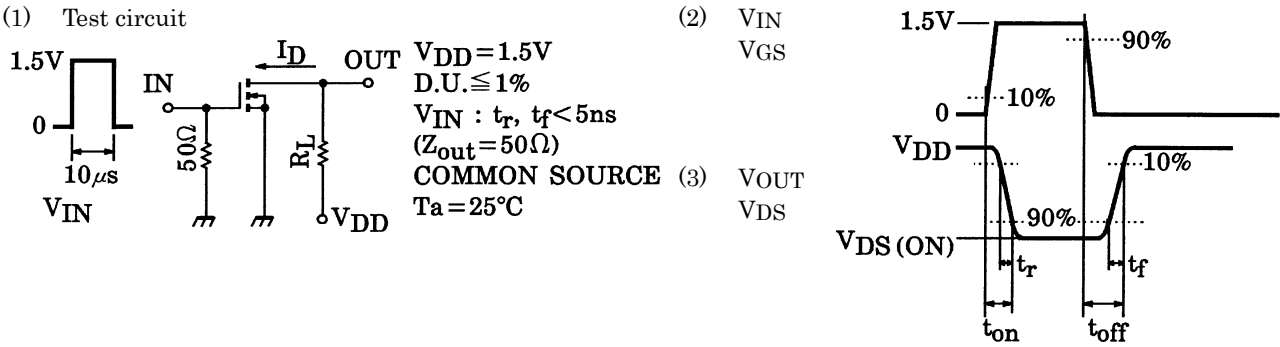 (1) Test circuit
1.5V
0
10μs
VIN
IN
50Ω
ID
OUT
RL
VDD
VDD=1.5V
D.U.≦1%
VIN : tr, tf<5ns
(Zout=50Ω)
COMMON SOURCE
Ta=25°C
(2) VIN
VGS
1.5V
90%
10%
0
(3) VOUT
VDS
VDD
10%
90%
VDS (ON)
tr
tf
ton
toff